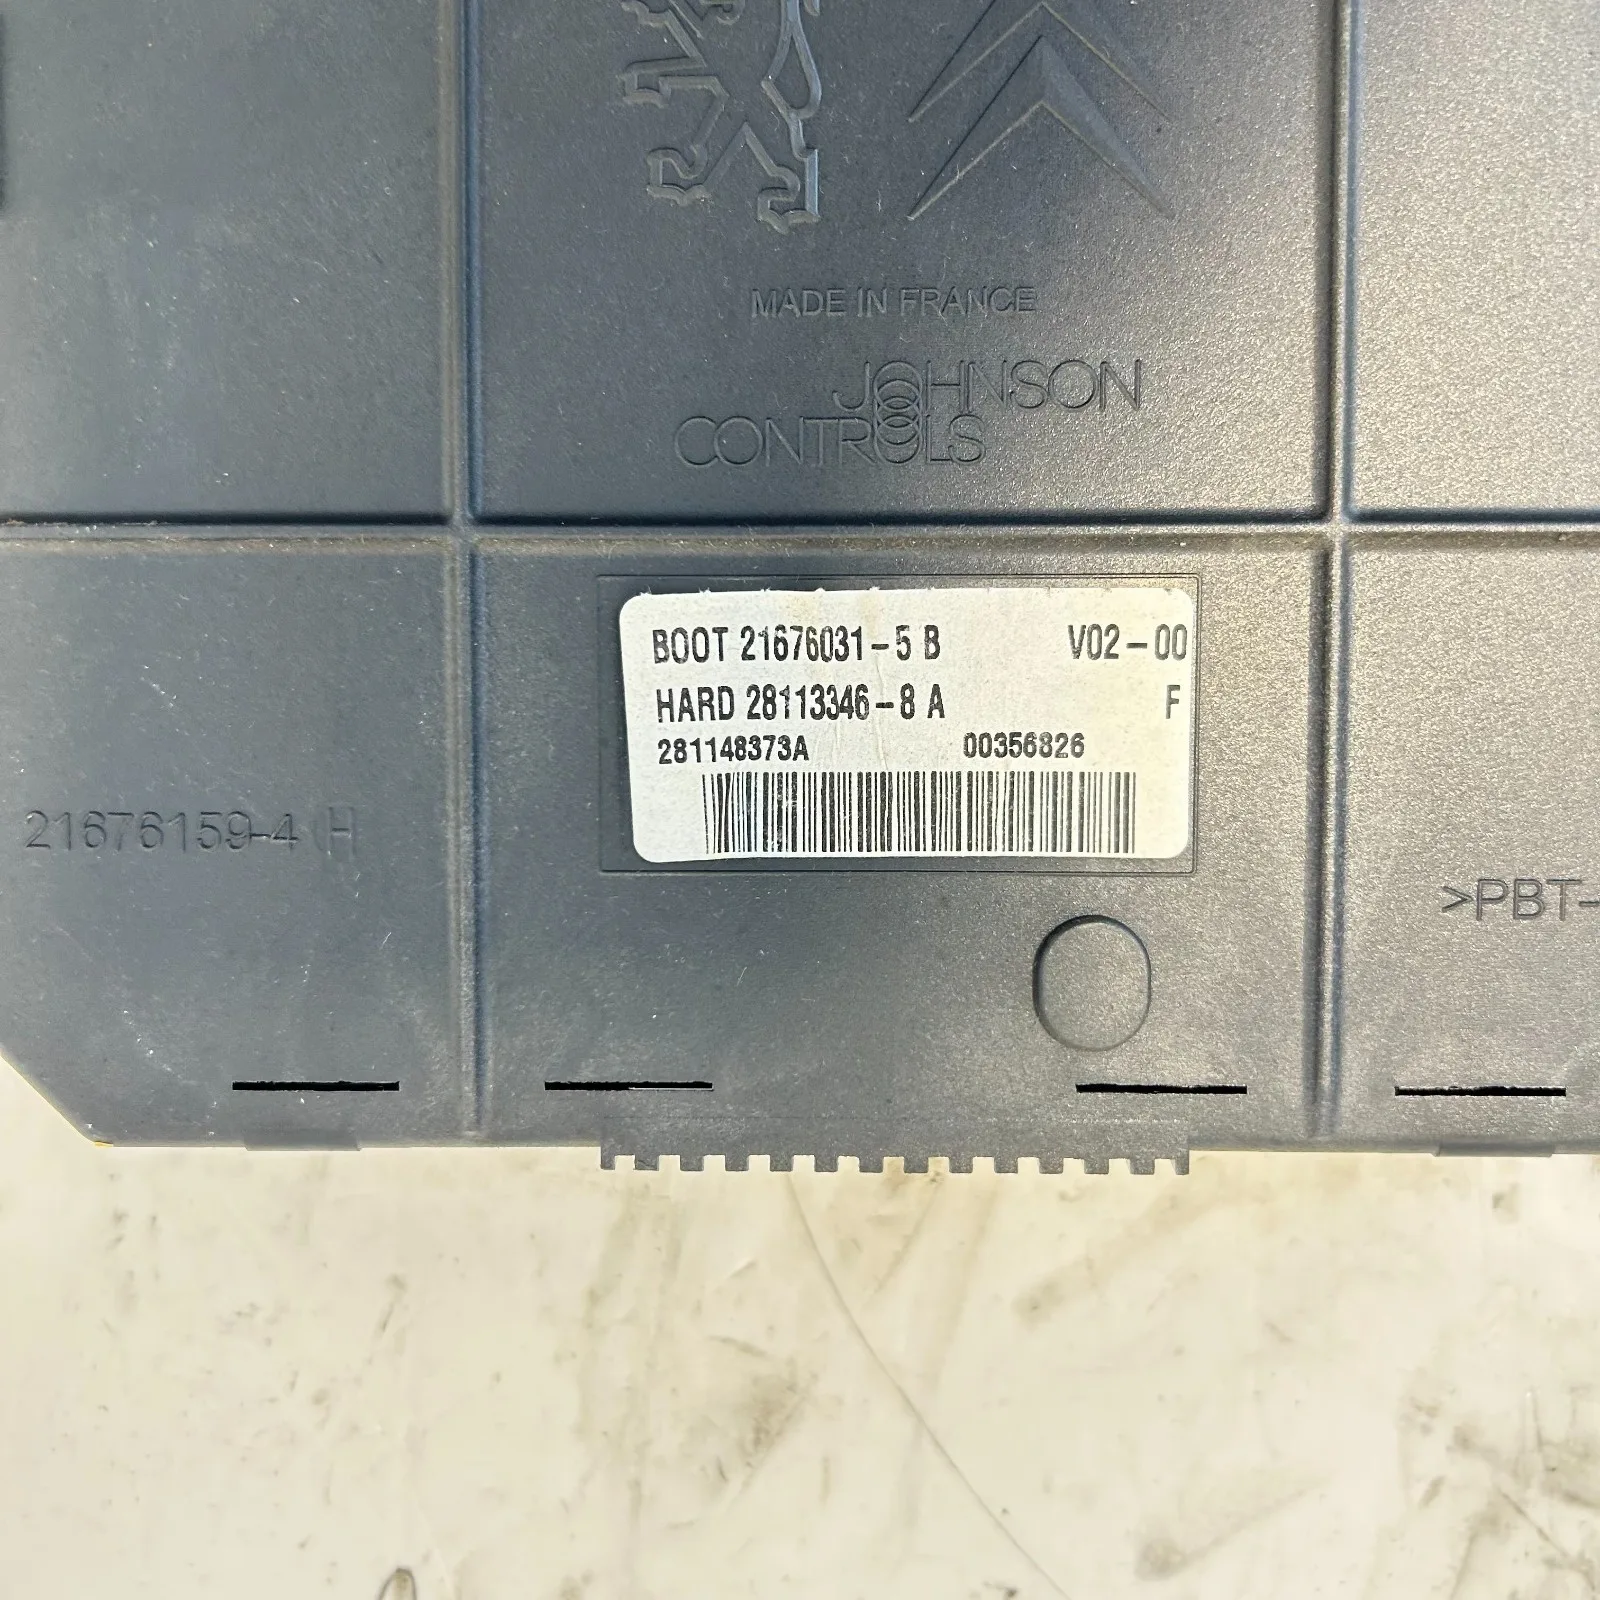 MADE IN FRANCE
JOHNSON
CONTROLS
BOOT 21676031-5 B V02-00
HARD 28113346-8 A F
281148373A 00356826
21676159-4 H
>PBT-